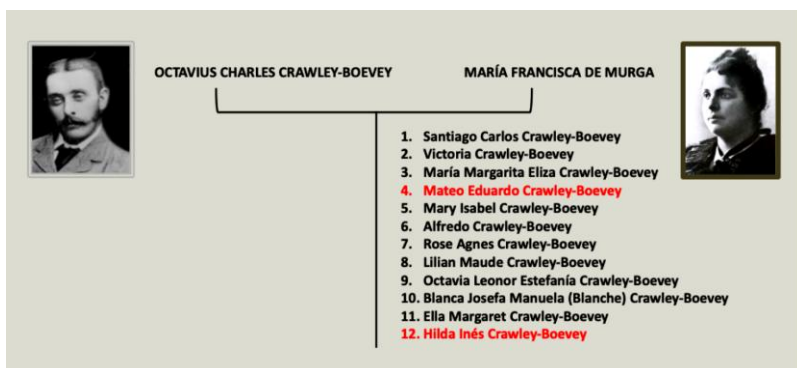 OCTAVIUS CHARLES CRAWLEY-BOEVEY
MARÍA FRANCISCA DE MURGA
1. Santiago Carlos Crawley-Boevey
2. Victoria Crawley-Boevey
3. María Margarita Eliza Crawley-Boevey
4. Mateo Eduardo Crawley-Boevey
5. Mary Isabel Crawley-Boevey
6. Alfredo Crawley-Boevey
7. Rose Agnes Crawley-Boevey
8. Lilian Maude Crawley-Boevey
9. Octavia Leonor Estefanía Crawley-Boevey
10. Blanca Josefa Manuela (Blanche) Crawley-Boevey
11. Ella Margaret Crawley-Boevey
12. Hilda Inés Crawley-Boevey